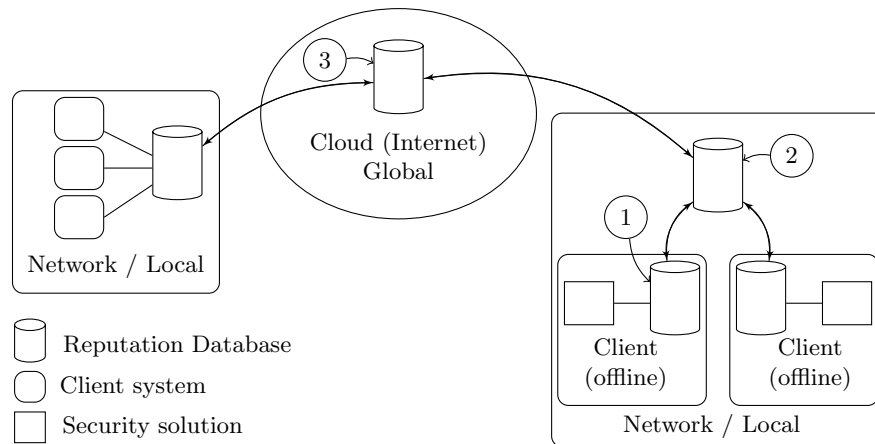 3
Cloud (Internet)
Global
2
1
Network / Local
Client
(offline)
Client
(offline)
Network / Local
Reputation Database
Client system
Security solution